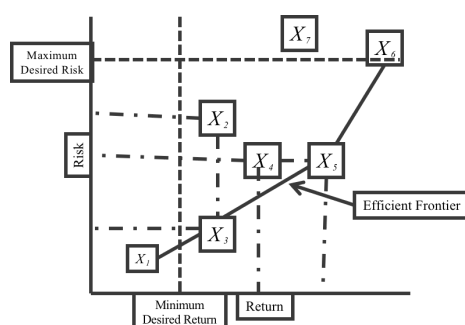 X7
X6
Maximum
Desired Risk
X2
Risk
X4
X5
Efficient Frontier
X3
X1
Minimum
Desired Return
Return